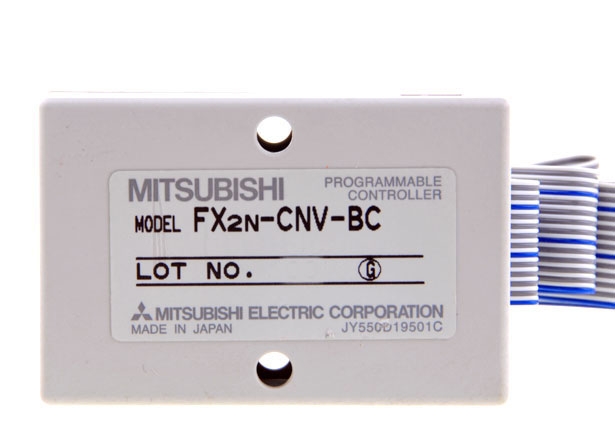 MITSUBISHI
PROGRAMMABLE
CONTROLLER
MODEL FX2N-CNV-BC
LOT NO. G
MITSUBISHI ELECTRIC CORPORATION
MADE IN JAPAN JY550D19501C